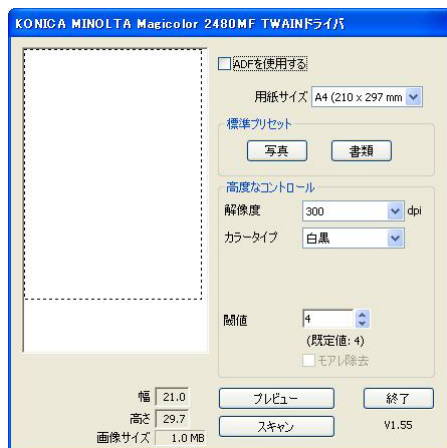 KONICA MINOLTA Magicolor 2480MF TWAINドライバ
ADFを使用する
用紙サイズ A4 (210 x 297 mm
標準プリセット
写真 書類
高度なコントロール
解像度 300 dpi
カラータイプ 白黒
閾値 4
(既定値: 4)
モアレ除去
幅 21.0
高さ 29.7
画像サイズ 1.0 MB
プレビュー 終了
スキャン V1.55